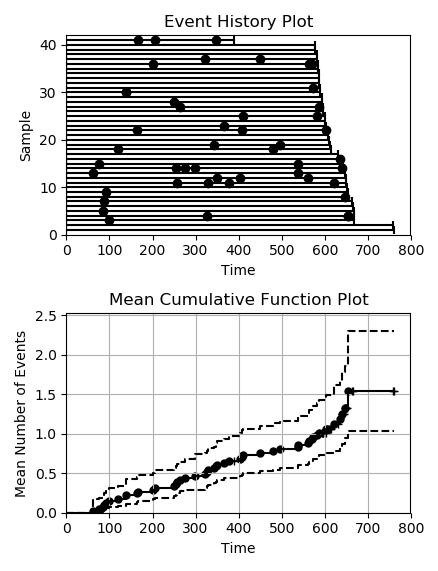 Event History Plot
40
30
20
10
0
Sample
0 100 200 300 400 500 600 700 800
Time
Mean Cumulative Function Plot
2.5
2.0
1.5
1.0
0.5
0.0
Mean Number of Events
0 100 200 300 400 500 600 700 800
Time